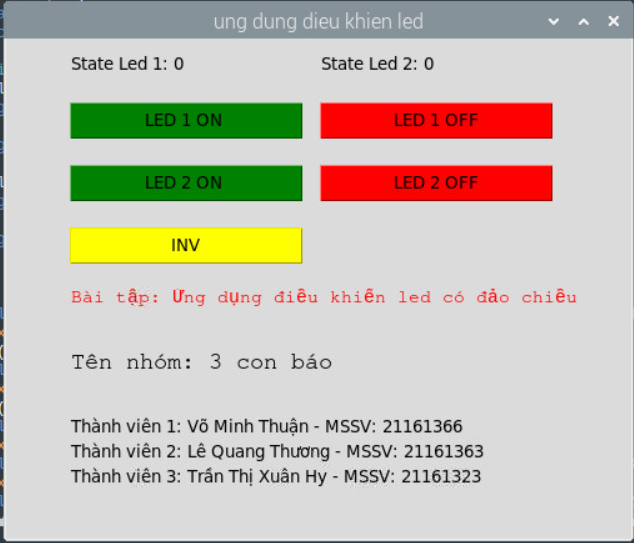 ung dung dieu khien led
State Led 1: 0 State Led 2: 0
LED 1 ON LED 1 OFF
LED 2 ON LED 2 OFF
INV
Bài tập: Ứng dụng điều khiển led có đảo chiều
Tên nhóm: 3 con báo
Thành viên 1: Võ Minh Thuận - MSSV: 21161366
Thành viên 2: Lê Quang Thương - MSSV: 21161363
Thành viên 3: Trần Thị Xuân Hy - MSSV: 21161323